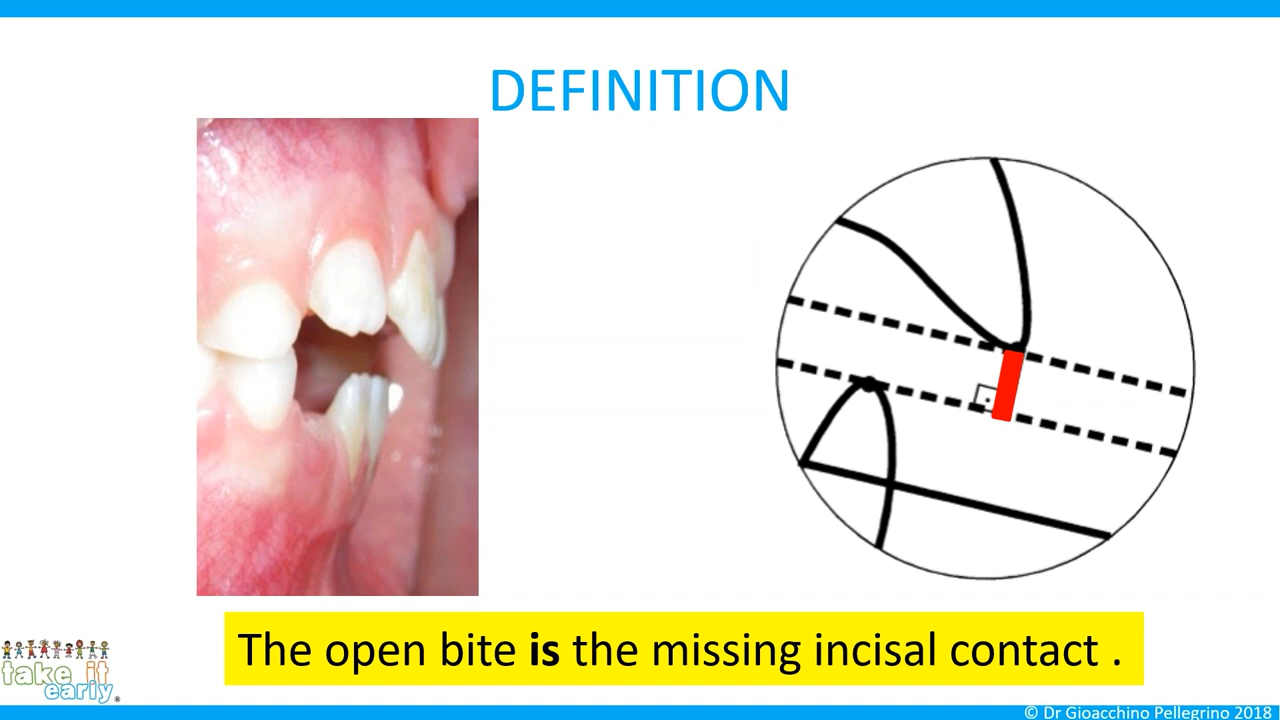 DEFINITION
The open bite is the missing incisal contact .
take it
early®
© Dr Gioacchino Pellegrino 2018